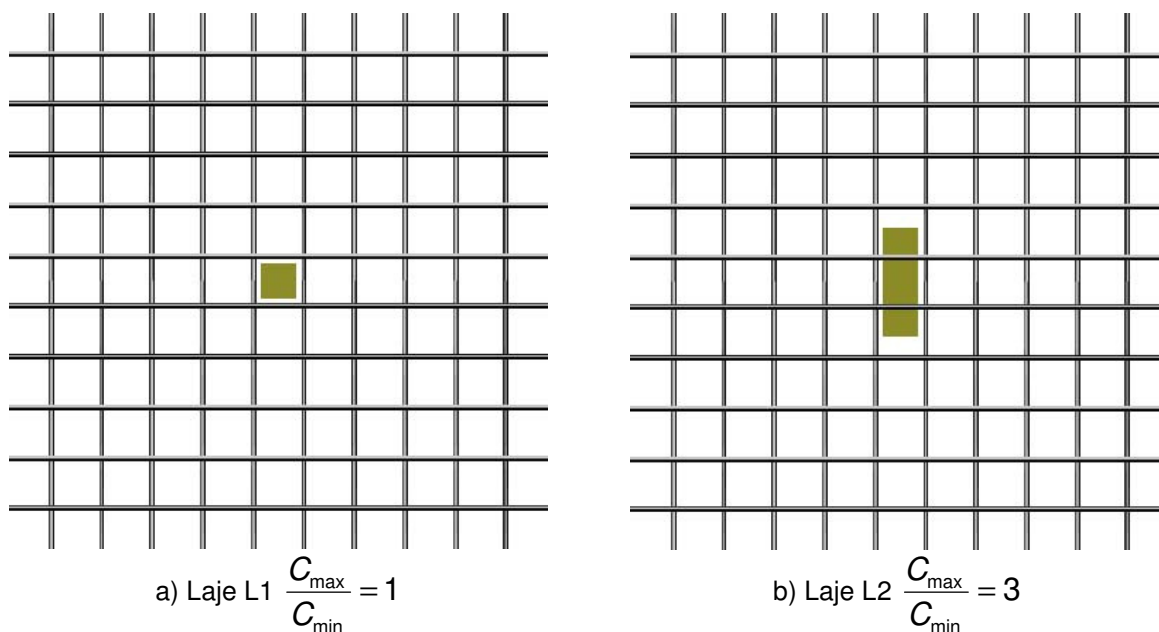 a) Laje L1 C_max/C_min = 1
b) Laje L2 C_max/C_min = 3